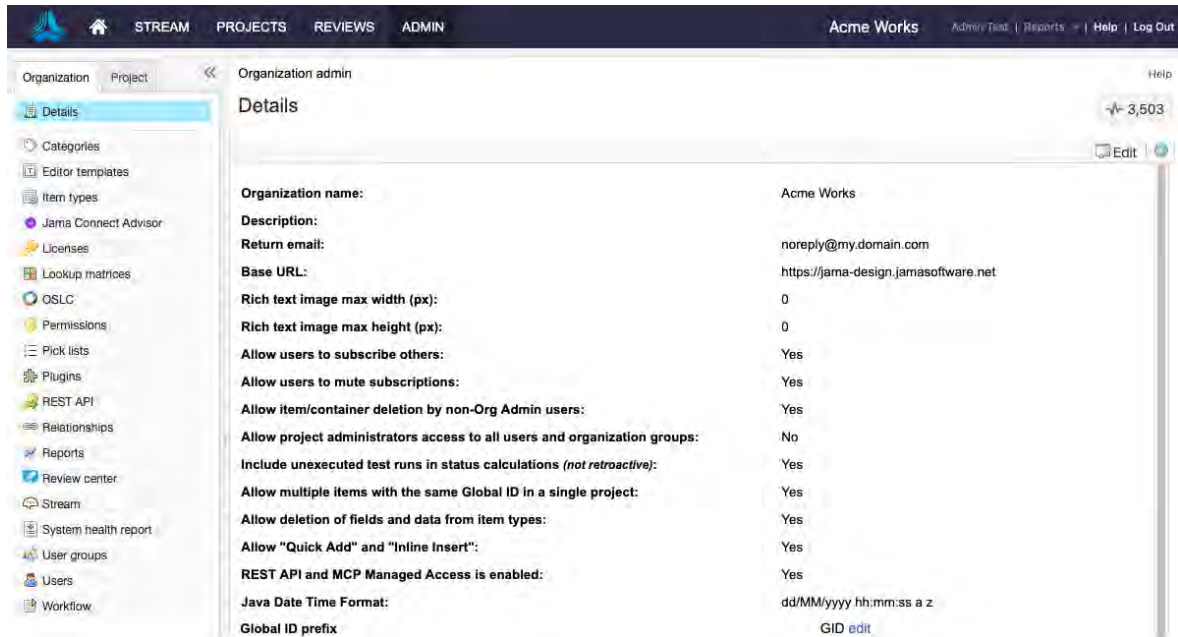 STREAM PROJECTS REVIEWS ADMIN Acme Works Admin Test | Reports | Help | Log Out
Organization Project
Organization admin Help
Details
3,503
Edit
Details
Categories
Editor templates
Item types
Jama Connect Advisor
Licenses
Lookup matrices
OSLC
Permissions
Pick lists
Plugins
REST API
Relationships
Reports
Review center
Stream
System health report
User groups
Users
Workflow
Organization name: Acme Works
Description:
Return email: noreply@my.domain.com
Base URL: https://jama-design.jamasoftware.net
Rich text image max width (px): 0
Rich text image max height (px): 0
Allow users to subscribe others: Yes
Allow users to mute subscriptions: Yes
Allow item/container deletion by non-Org Admin users: Yes
Allow project administrators access to all users and organization groups: No
Include unexecuted test runs in status calculations (not retroactive): Yes
Allow multiple items with the same Global ID in a single project: Yes
Allow deletion of fields and data from item types: Yes
Allow "Quick Add" and "Inline Insert": Yes
REST API and MCP Managed Access is enabled: Yes
Java Date Time Format: dd/MM/yyyy hh:mm:ss a z
Global ID prefix GID edit